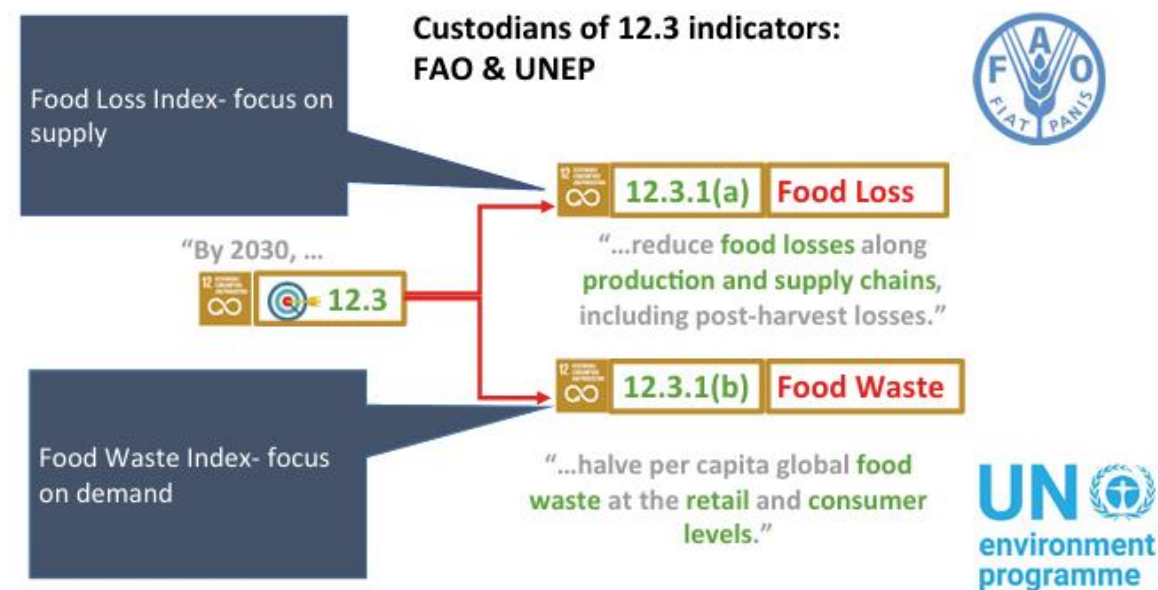 Custodians of 12.3 indicators:
FAO & UNEP
FAO
FIAT PANIS
Food Loss Index- focus on
supply
12.3.1(a)
Food Loss
"By 2030, ...
12
12.3
"...reduce food losses along
production and supply chains,
including post-harvest losses."
12
12.3.1(b)
Food Waste
Food Waste Index- focus
on demand
"...halve per capita global food
waste at the retail and consumer
levels."
12
UN
environment
programme